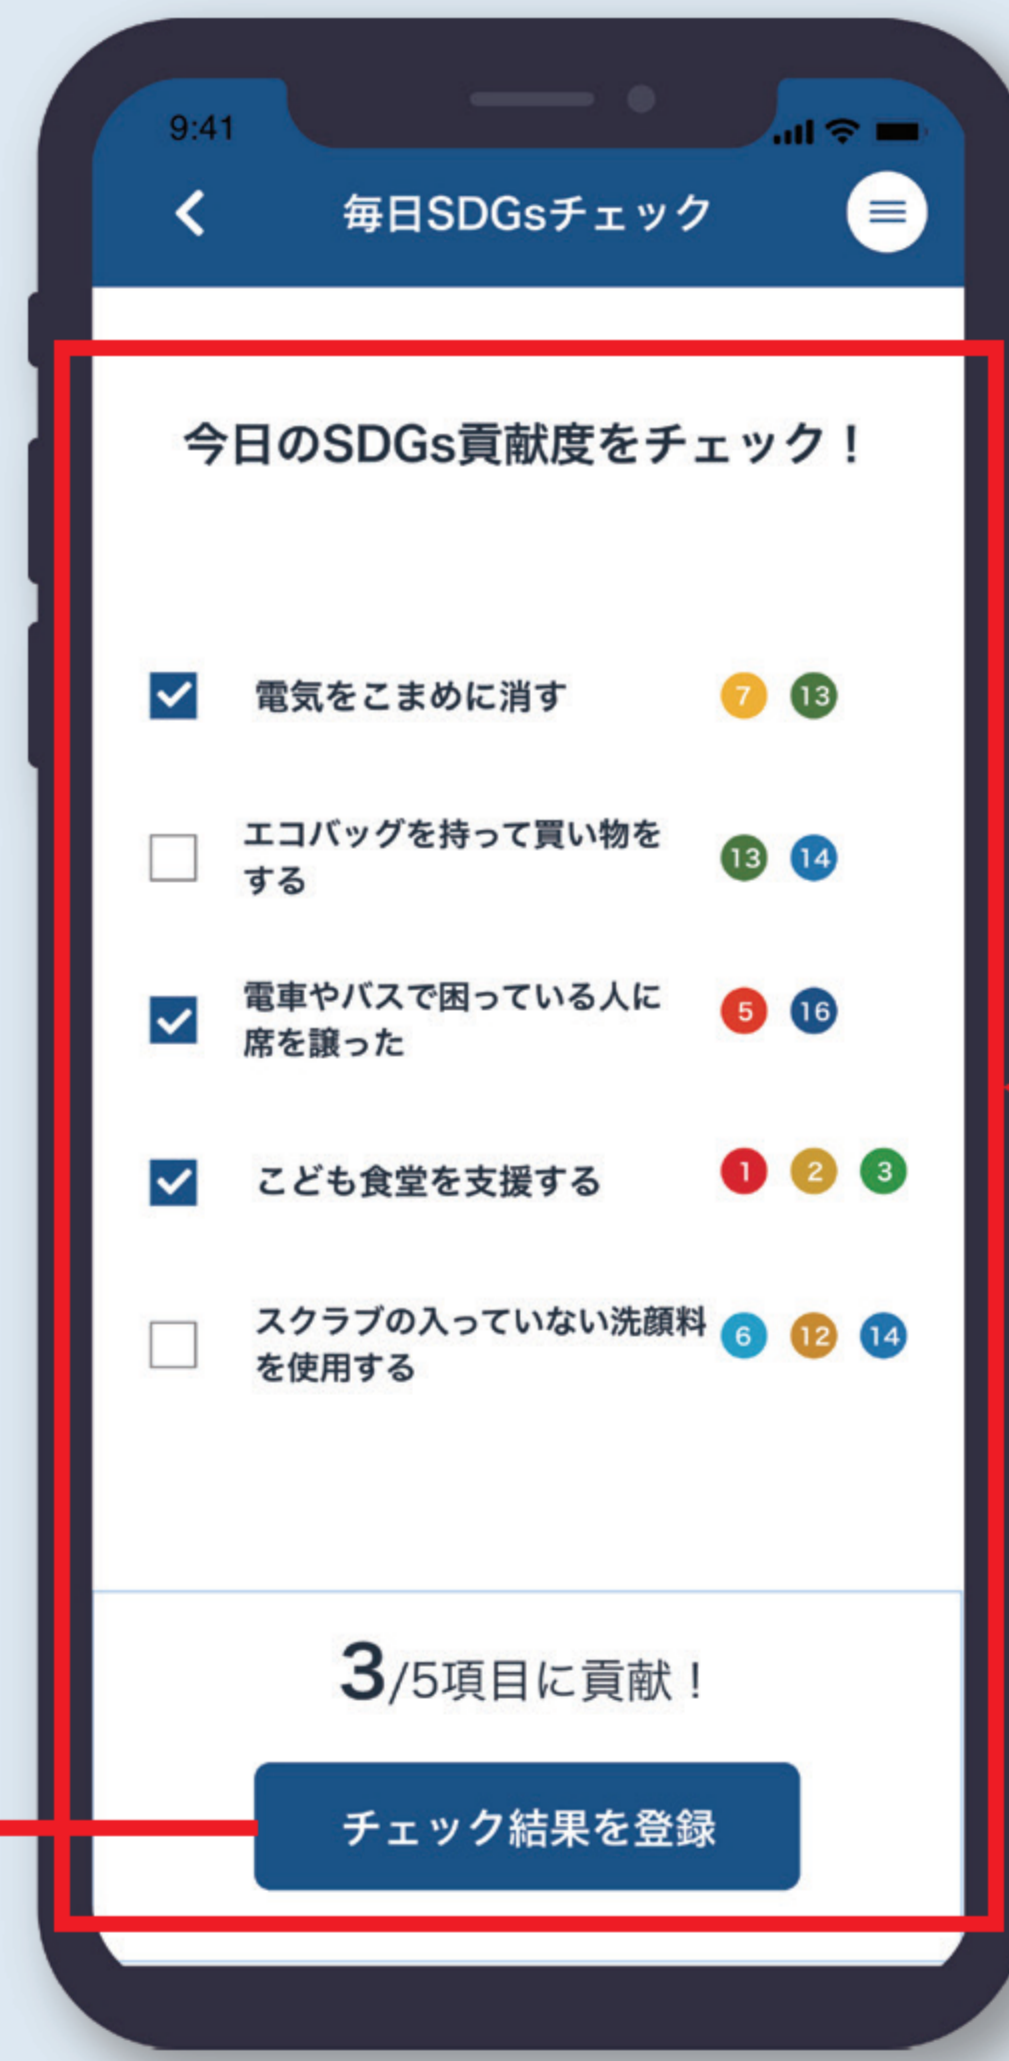 9:41
毎日SDGsチェック
今日のSDGs貢献度をチェック！
電気をこまめに消す 7 13
エコバッグを持って買い物を
する 13 14
電車やバスで困っている人に
席を譲った 5 16
こども食堂を支援する 1 2 3
スクラブの入っていない洗顔料
を使用する 6 12 14
3/5項目に貢献！
チェック結果を登録